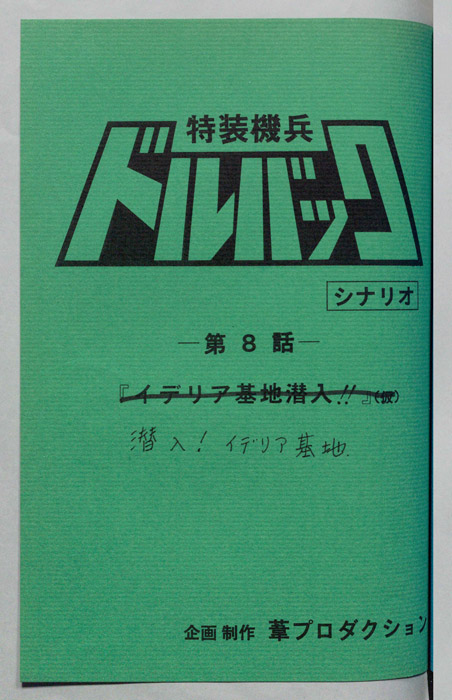 特装機兵
ドルバック
シナリオ
—第 8 話—
『イデリア基地潜入!!』(仮)
潜入! イデリア基地.
企画 制作 葦プロダクション